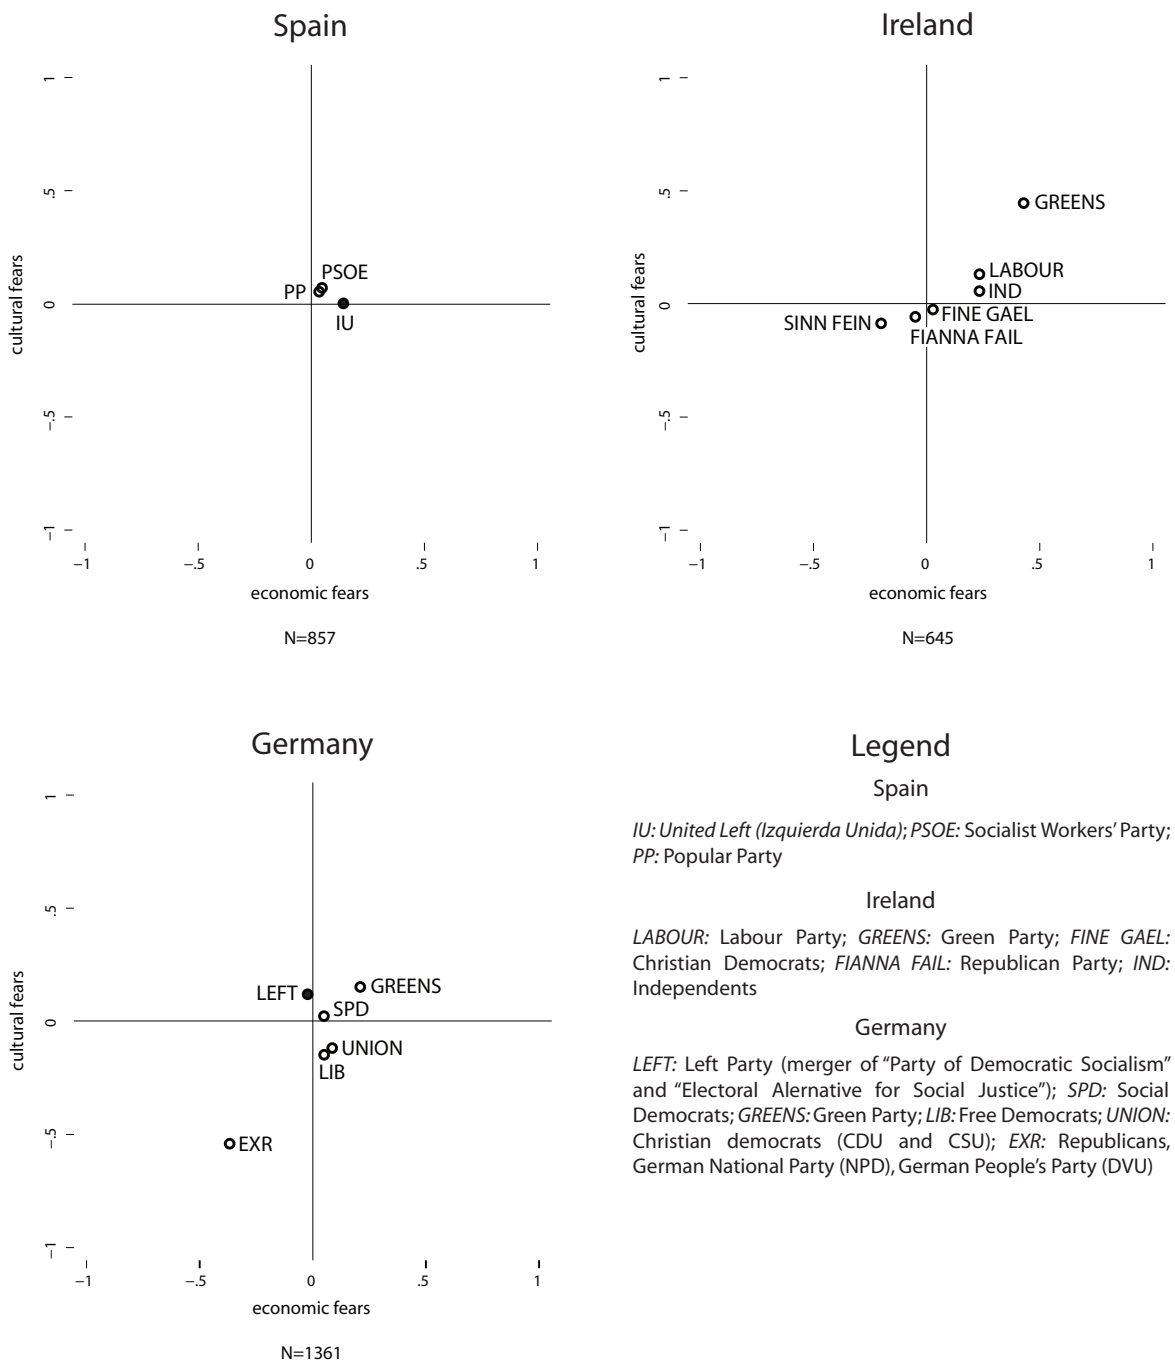 Spain
1
.5
0
−.5
−1
cultural fears
PSOE
PP
IU
−1
−.5
0
.5
1
economic fears
N=857
Ireland
1
.5
0
−.5
−1
cultural fears
GREENS
LABOUR
IND
FINE GAEL
SINN FEIN
FIANNA FAIL
−1
−.5
0
.5
1
economic fears
N=645
Germany
1
.5
0
−.5
−1
cultural fears
LEFT
GREENS
SPD
UNION
LIB
EXR
−1
−.5
0
.5
1
economic fears
N=1361
Legend
Spain
IU: United Left (Izquierda Unida); PSOE: Socialist Workers’ Party;
PP: Popular Party
Ireland
LABOUR: Labour Party; GREENS: Green Party; FINE GAEL:
Christian Democrats; FIANNA FAIL: Republican Party; IND:
Independents
Germany
LEFT: Left Party (merger of “Party of Democratic Socialism”
and “Electoral Alernative for Social Justice”); SPD: Social
Democrats; GREENS: Green Party; LIB: Free Democrats; UNION:
Christian democrats (CDU and CSU); EXR: Republicans,
German National Party (NPD), German People’s Party (DVU)